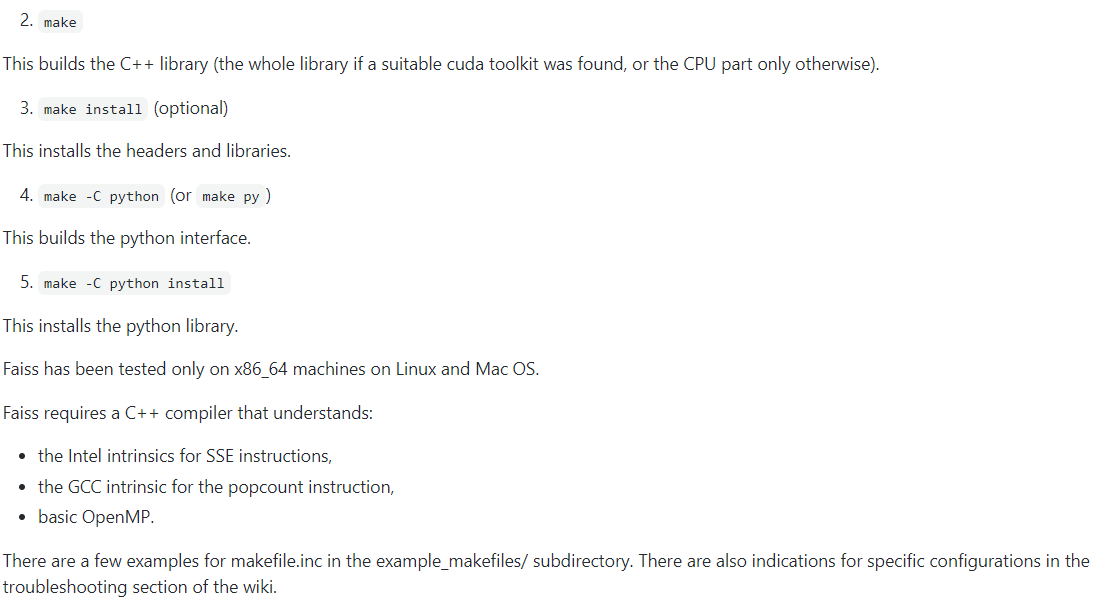 2. make
This builds the C++ library (the whole library if a suitable cuda toolkit was found, or the CPU part only otherwise).
3. make install (optional)
This installs the headers and libraries.
4. make -C python (or make py )
This builds the python interface.
5. make -C python install
This installs the python library.
Faiss has been tested only on x86_64 machines on Linux and Mac OS.
Faiss requires a C++ compiler that understands:
• the Intel intrinsics for SSE instructions,
• the GCC intrinsic for the popcount instruction,
• basic OpenMP.
There are a few examples for makefile.inc in the example_makefiles/ subdirectory. There are also indications for specific configurations in the
troubleshooting section of the wiki.